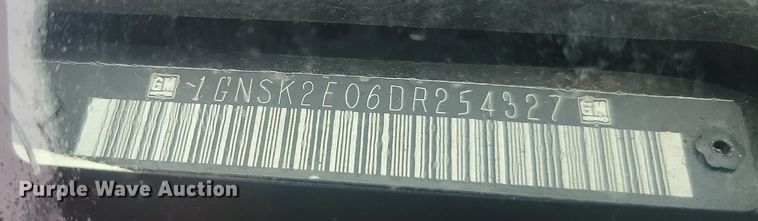 GM 1GNSK2E06DR254327 GM
Purple Wave Auction